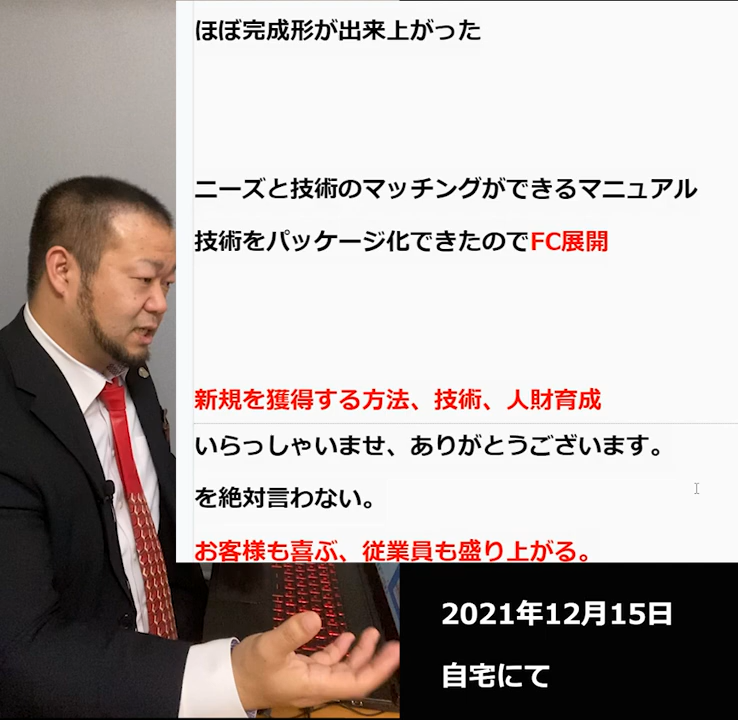 ほぼ完成形が出来上がった
ニーズと技術のマッチングができるマニュアル
技術をパッケージ化できたのでFC展開
新規を獲得する方法、技術、人財育成
いらっしゃいませ、ありがとうございます。
を絶対言わない。
お客様も喜ぶ、従業員も盛り上がる。
2021年12月15日
自宅にて